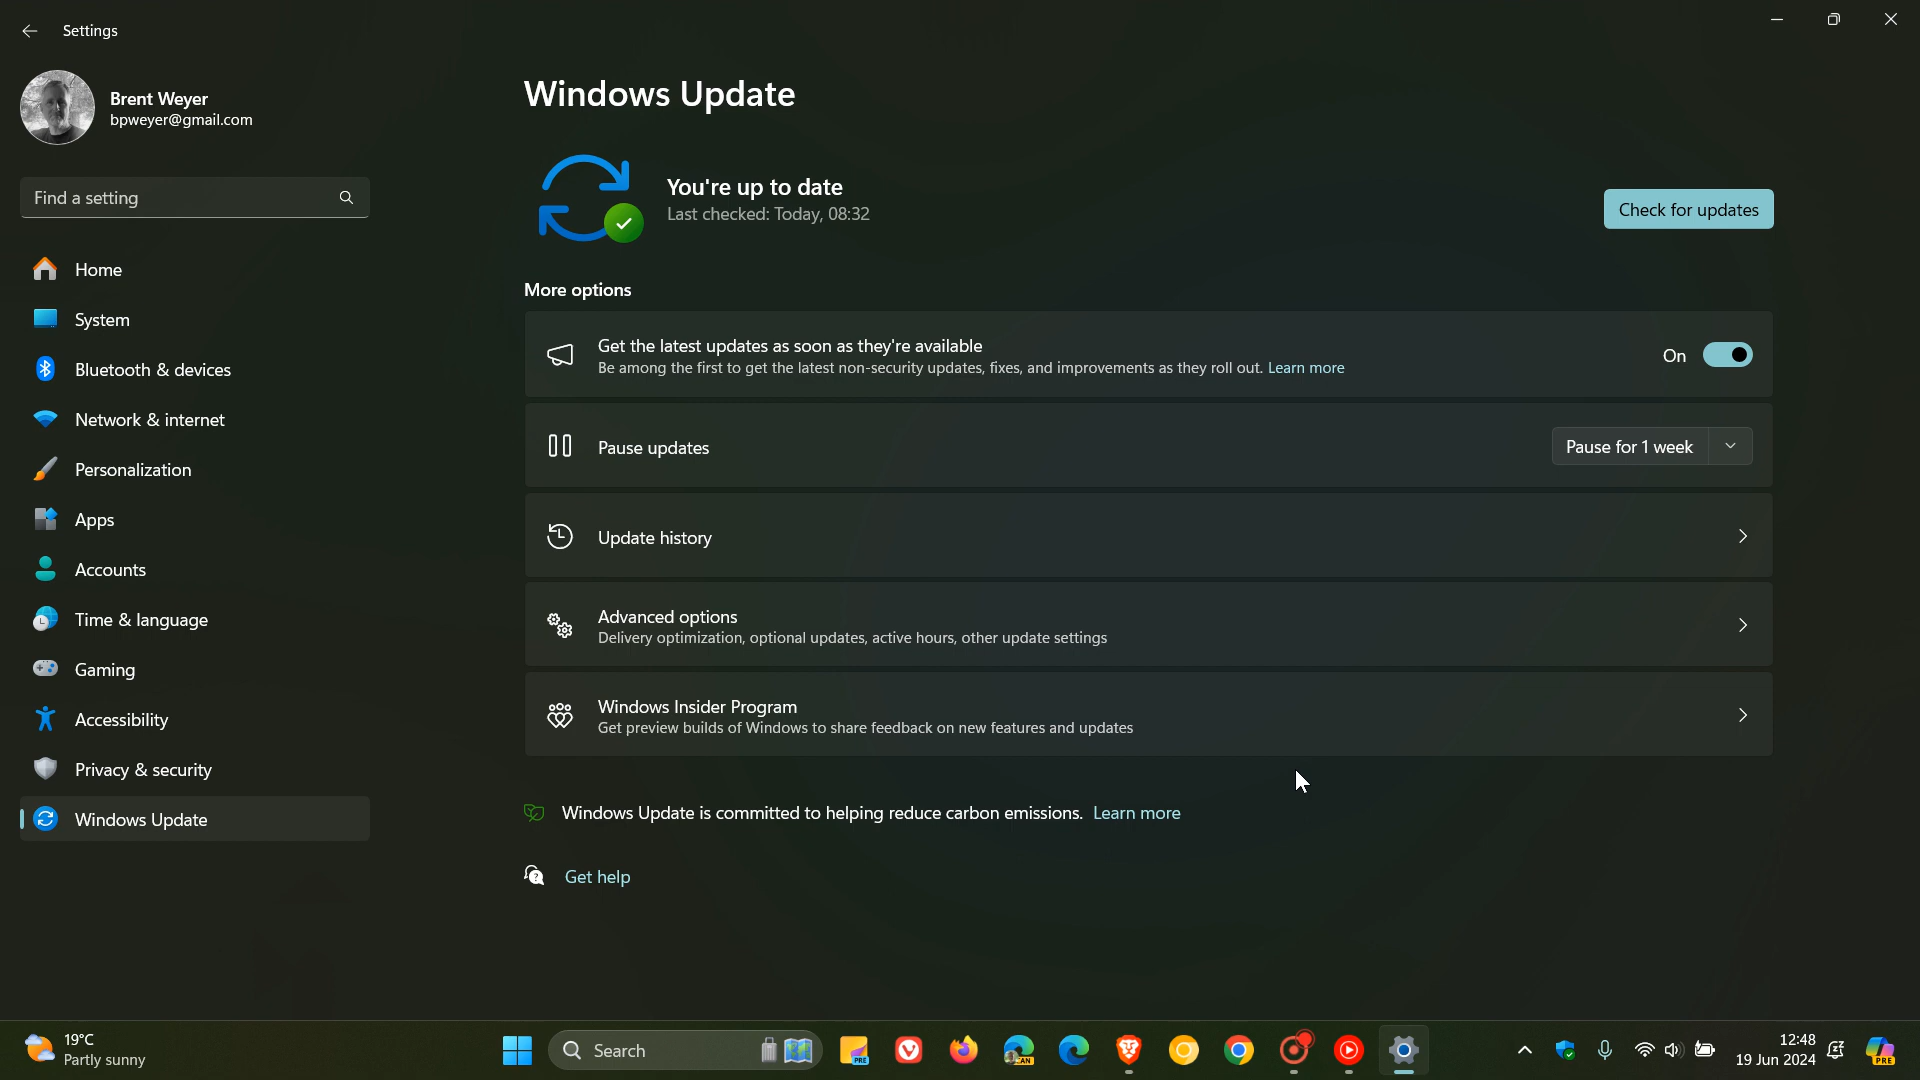 Settings
Brent Weyer
bpweyer@gmail.com
Find a setting
Home
System
Bluetooth & devices
Network & internet
Personalization
Apps
Accounts
Time & language
Gaming
Accessibility
Privacy & security
Windows Update
Windows Update
You're up to date
Last checked: Today, 08:32
Check for updates
More options
Get the latest updates as soon as they're available
Be among the first to get the latest non-security updates, fixes, and improvements as they roll out. Learn more
On
Pause updates
Pause for 1 week
Update history
Advanced options
Delivery optimization, optional updates, active hours, other update settings
Windows Insider Program
Get preview builds of Windows to share feedback on new features and updates
Windows Update is committed to helping reduce carbon emissions. Learn more
Get help
19°C
Partly sunny
Search
PRE
CAN
12:48
19 Jun 2024
PRE